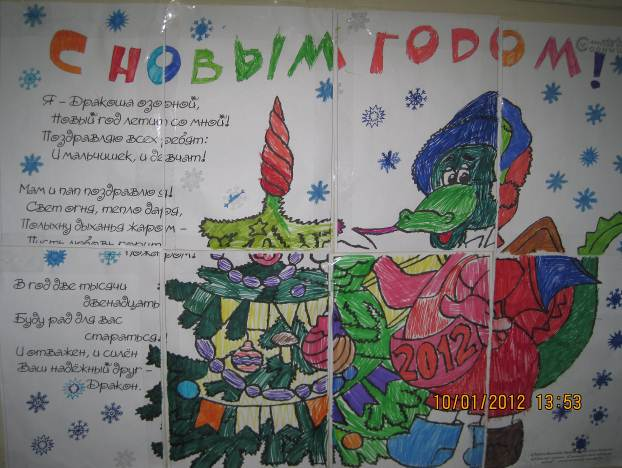 С НОВЫМ ГОДОМ!
Я – Дракоша озорной,
Новый год летит со мной!
Поздравляю всех ребят:
И мальчишек, и девчат!
Мам и пап поздравлю я!
Свет огня, тепло даря,
Полыхну дыханья жаром –
Пусть любовь горит
пожаром!
В год две тысячи
двенадцать
Буду рад для вас
стараться.
И отважен, и силён
Ваш надёжный друг –
Дракон.
2012
10/01/2012 13:53